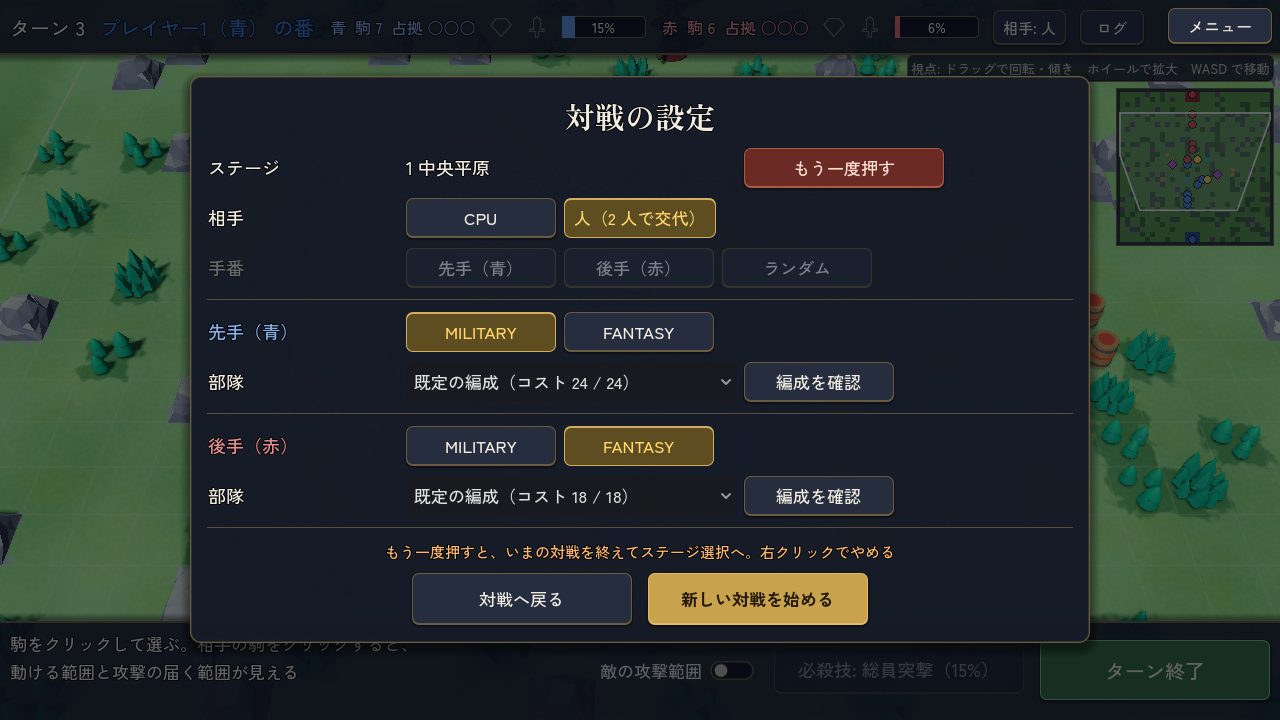 ターン 3 プレイヤー1（青） の番 青 駒 7 占拠 〇〇〇 15% 赤 駒 6 占拠 〇〇〇 6% 相手: 人 ログ メニュー
視点: ドラッグで回転・傾き ホイールで拡大 WASD で移動
対戦の設定
ステージ 1 中央平原 もう一度押す
相手 CPU 人（2 人で交代）
手番 先手（青） 後手（赤） ランダム
先手（青） MILITARY FANTASY
部隊 既定の編成（コスト 24 / 24） 編成を確認
後手（赤） MILITARY FANTASY
部隊 既定の編成（コスト 18 / 18） 編成を確認
もう一度押すと、いまの対戦を終えてステージ選択へ。右クリックでやめる
対戦へ戻る 新しい対戦を始める
駒をクリックして選ぶ。相手の駒をクリックすると、
動ける範囲と攻撃の届く範囲が見える
敵の攻撃範囲 必殺技: 総員突撃（15%） ターン終了